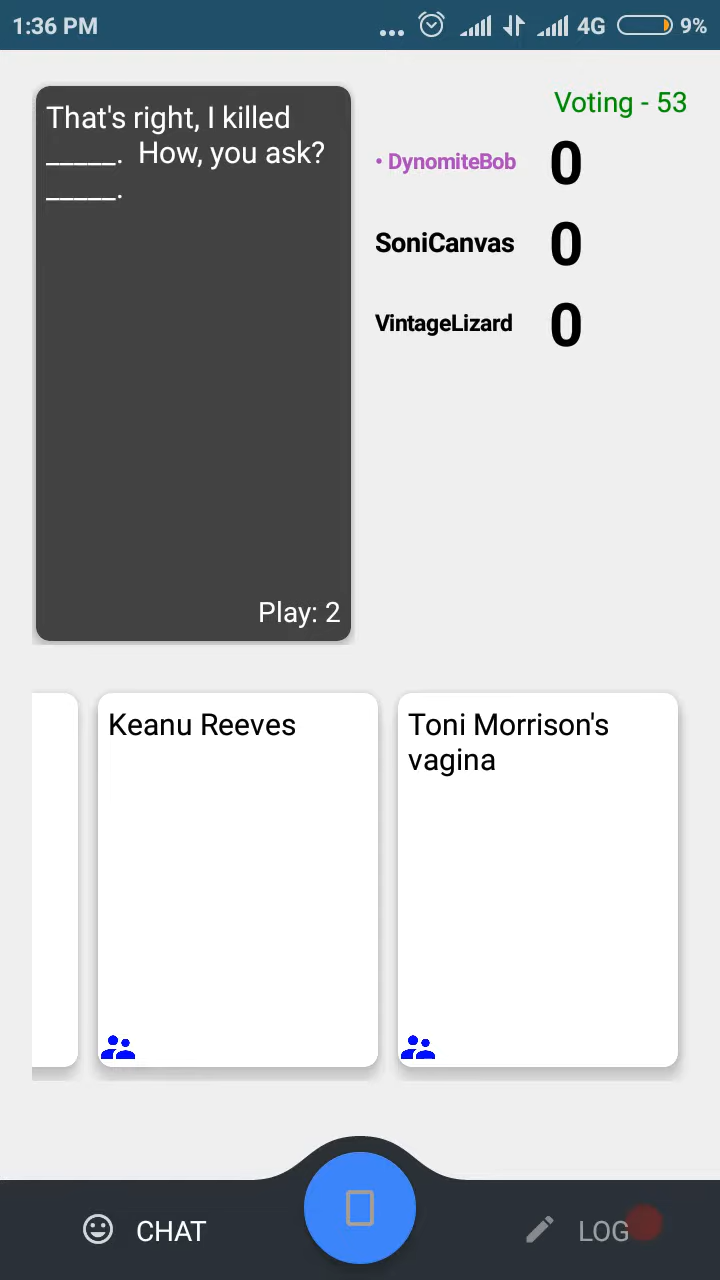 1:36 PM
... 4G 9%
That's right, I killed
_____. How, you ask?
_____.
Play: 2
Voting - 53
• DynomiteBob 0
SoniCanvas 0
VintageLizard 0
Keanu Reeves
Toni Morrison's
vagina
CHAT
LOG